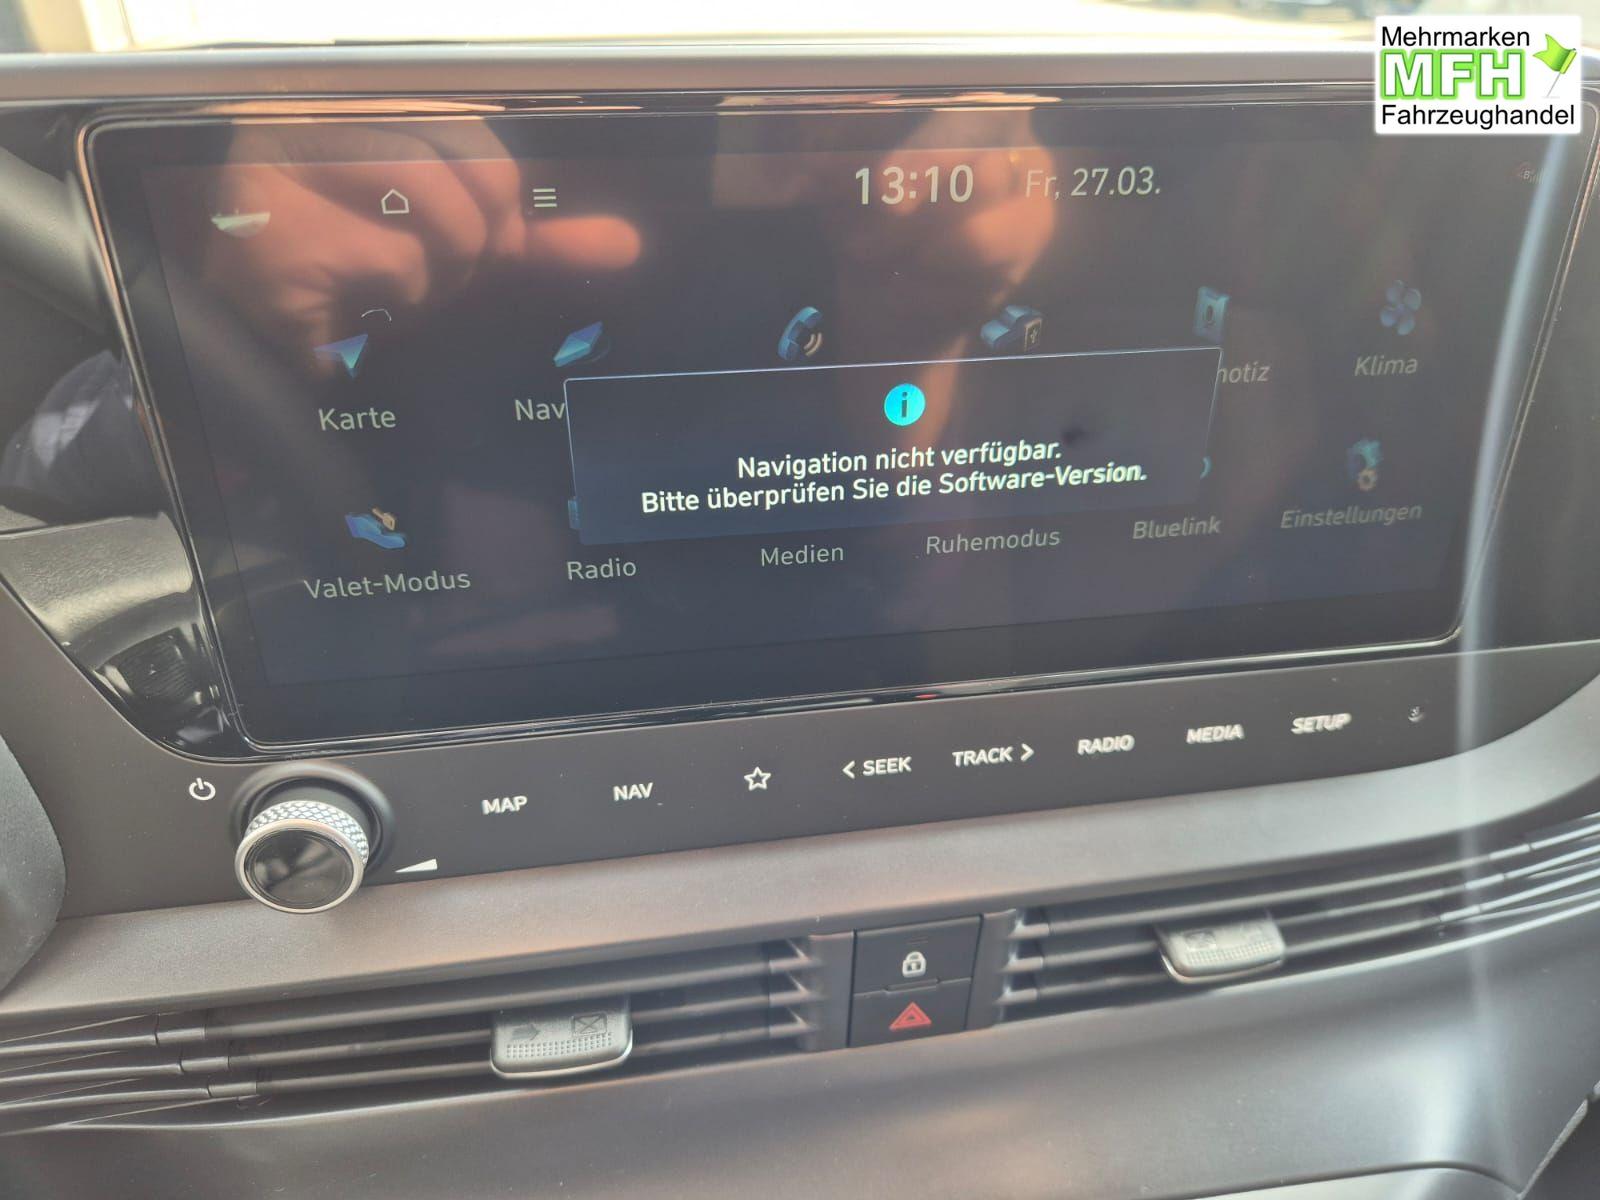 Mehrmarken
MFH
Fahrzeughandel
13:10 Fr, 27.03.
Karte
Nav
notiz
Klima
Navigation nicht verfügbar.
Bitte überprüfen Sie die Software-Version.
Valet-Modus
Radio
Medien
Ruhemodus
Bluelink
Einstellungen
MAP
NAV
< SEEK
TRACK >
RADIO
MEDIA
SETUP